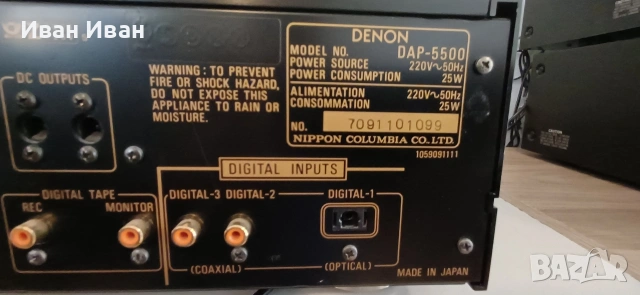 Иван Иван
DENON
MODEL NO. DAP-5500
POWER SOURCE 220V~50Hz
POWER CONSUMPTION 25W
ALIMENTATION 220V~50Hz
CONSOMMATION 25W
NO. 7091101099
NIPPON COLUMBIA CO.LTD.
1059091111
DC OUTPUTS
WARNING: TO PREVENT
FIRE OR SHOCK HAZARD,
DO NOT EXPOSE THIS
APPLIANCE TO RAIN OR
MOISTURE.
DIGITAL INPUTS
DIGITAL TAPE
REC MONITOR
DIGITAL-3 DIGITAL-2 DIGITAL-1
(COAXIAL) (OPTICAL)
MADE IN JAPAN
BAZAR